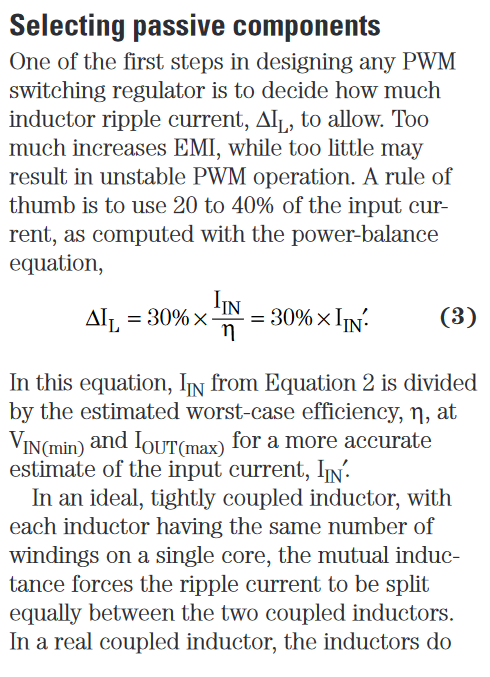 Selecting passive components
One of the first steps in designing any PWM
switching regulator is to decide how much
inductor ripple current, ΔIL, to allow. Too
much increases EMI, while too little may
result in unstable PWM operation. A rule of
thumb is to use 20 to 40% of the input cur-
rent, as computed with the power-balance
equation,
ΔIL = 30% × IIN / η = 30% × IIN′. (3)
In this equation, IIN from Equation 2 is divided
by the estimated worst-case efficiency, η, at
VIN(min) and IOUT(max) for a more accurate
estimate of the input current, IIN′.
In an ideal, tightly coupled inductor, with
each inductor having the same number of
windings on a single core, the mutual induc-
tance forces the ripple current to be split
equally between the two coupled inductors.
In a real coupled inductor, the inductors do